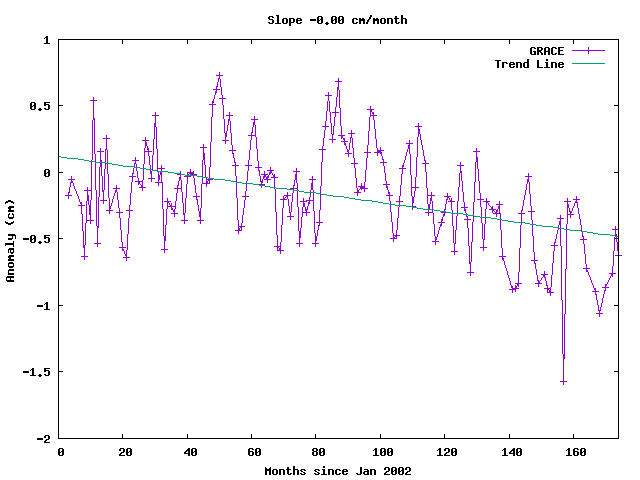 Slope -0.00 cm/month
GRACE
Trend Line
1
0.5
0
-0.5
-1
-1.5
-2
Anomaly (cm)
0 20 40 60 80 100 120 140 160
Months since Jan 2002